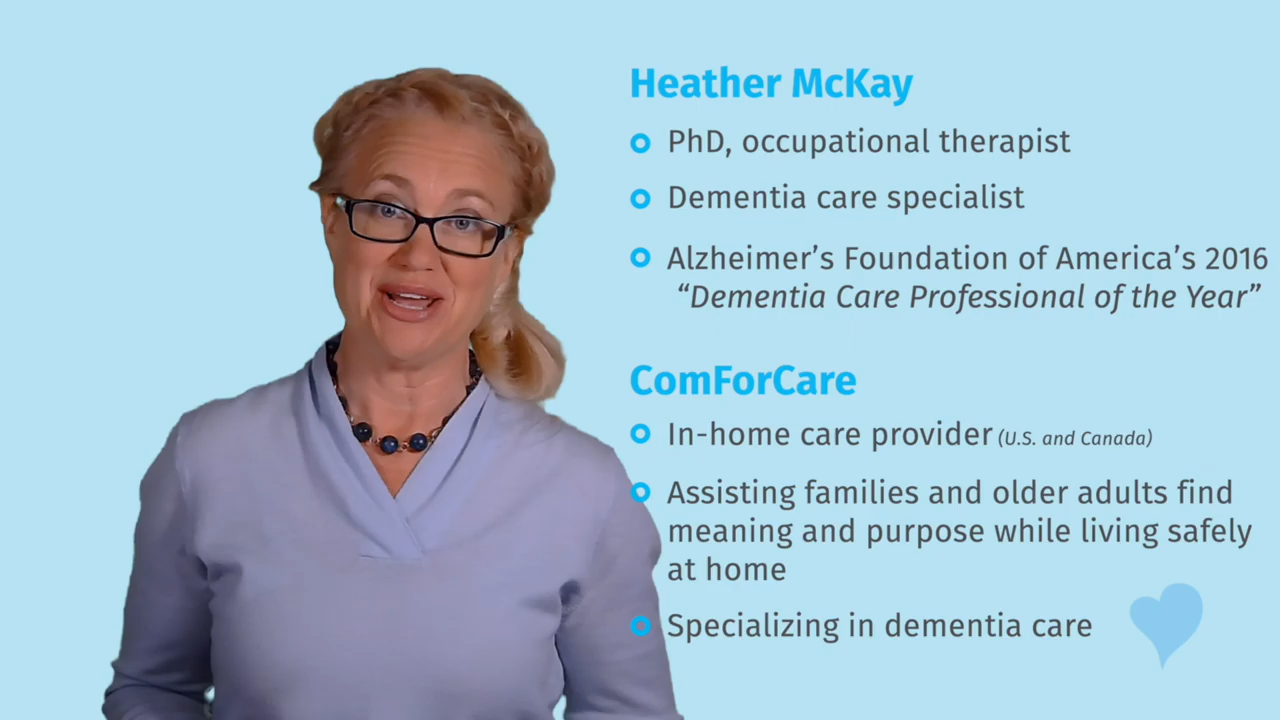 Heather McKay
PhD, occupational therapist
Dementia care specialist
Alzheimer’s Foundation of America’s 2016
“Dementia Care Professional of the Year”
ComForCare
In-home care provider (U.S. and Canada)
Assisting families and older adults find
meaning and purpose while living safely
at home
Specializing in dementia care